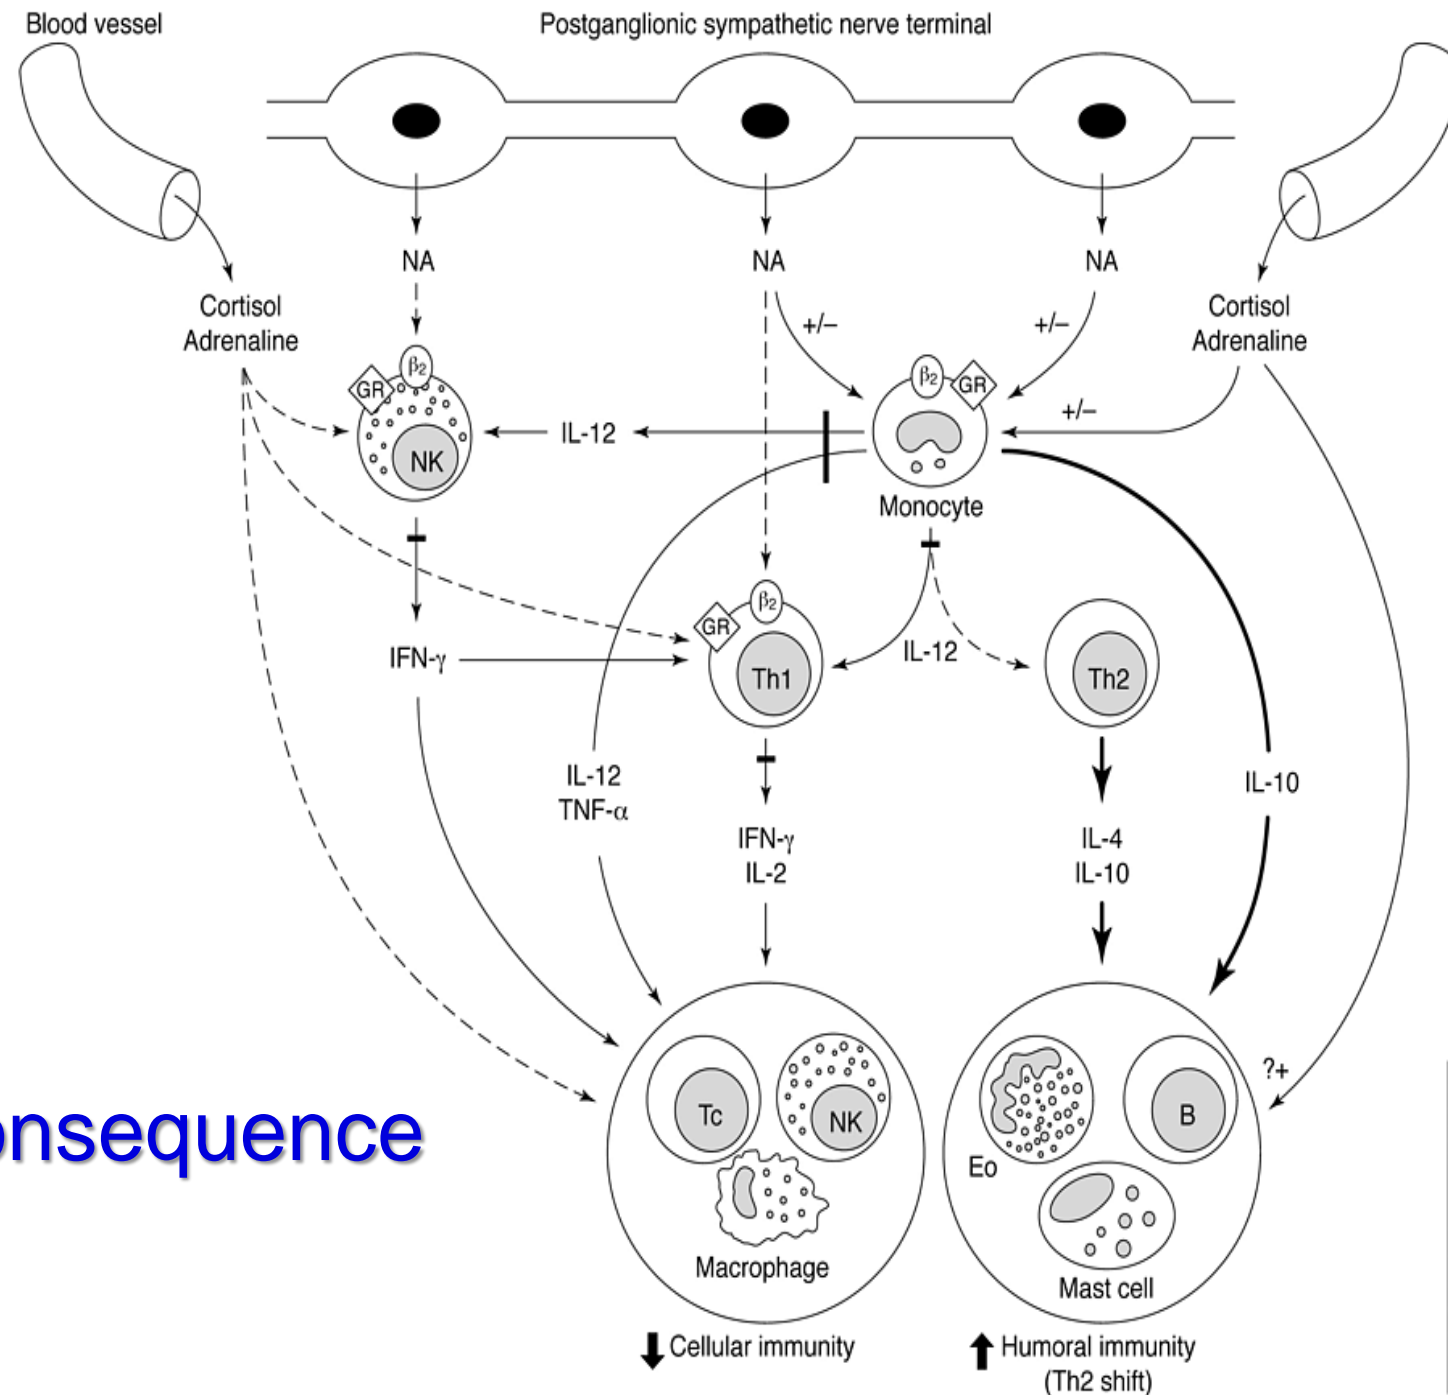 Blood vessel
Postganglionic sympathetic nerve terminal
NA
NA
NA
Cortisol
Adrenaline
Cortisol
Adrenaline
+/–
+/–
β2
GR
NK
IL-12
β2
GR
+/–
Monocyte
β2
GR
Th1
IL-12
Th2
IFN-γ
IL-12
TNF-α
IL-10
IFN-γ
IL-2
IL-4
IL-10
Tc
NK
Macrophage
Eo
B
Mast cell
?+
onsequence
Cellular immunity
Humoral immunity
(Th2 shift)